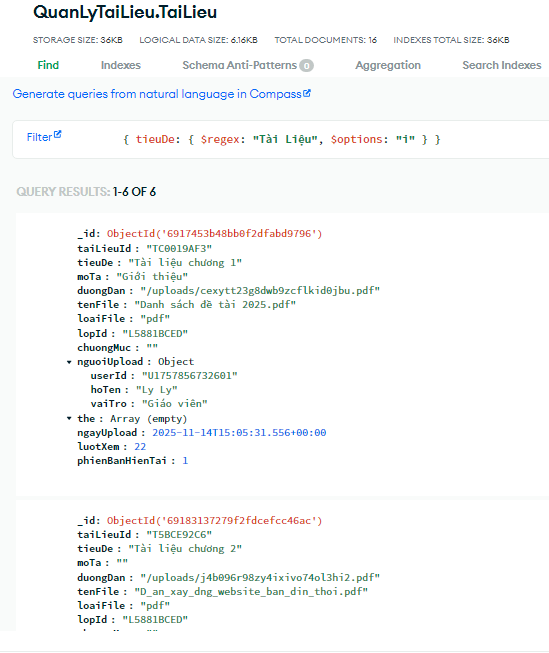 QuanLyTaiLieu.TaiLieu
STORAGE SIZE: 36KB LOGICAL DATA SIZE: 6.16KB TOTAL DOCUMENTS: 16 INDEXES TOTAL SIZE: 36KB
Find Indexes Schema Anti-Patterns 0 Aggregation Search Indexes
Generate queries from natural language in Compass
Filter { tieuDe: { $regex: "Tài Liệu", $options: "i" } }
QUERY RESULTS: 1-6 OF 6
_id: ObjectId('6917453b48bb0f2dfabd9796')
taiLieuId : "TC0019AF3"
tieuDe : "Tài liệu chương 1"
moTa : "Giới thiệu"
duongDan : "/uploads/cexytt23g8dwb9zcflkid0jbu.pdf"
tenFile : "Danh sách đề tài 2025.pdf"
loaiFile : "pdf"
lopId : "L5881BCED"
chuongMuc : ""
nguoiUpload : Object
userId : "U1757856732601"
hoTen : "Ly Ly"
vaiTro : "Giáo viên"
the : Array (empty)
ngayUpload : 2025-11-14T15:05:31.556+00:00
luotXem : 22
phienBanHienTai : 1
_id: ObjectId('69183137279f2fdcefcc46ac')
taiLieuId : "T5BCE92C6"
tieuDe : "Tài liệu chương 2"
moTa : ""
duongDan : "/uploads/j4b096r98zy4ixivo74ol3hi2.pdf"
tenFile : "D_an_xay_dng_website_ban_din_thoi.pdf"
loaiFile : "pdf"
lopId : "L5881BCED"